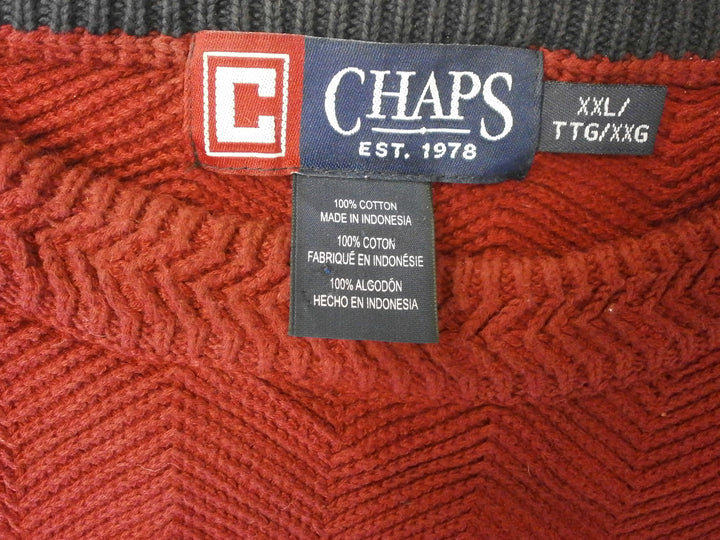 C
CHAPS
EST. 1978
XXL/
TTG/XXG
100% COTTON
MADE IN INDONESIA
100% COTON
FABRIQUÉ EN INDONÉSIE
100% ALGODÓN
HECHO EN INDONESIA